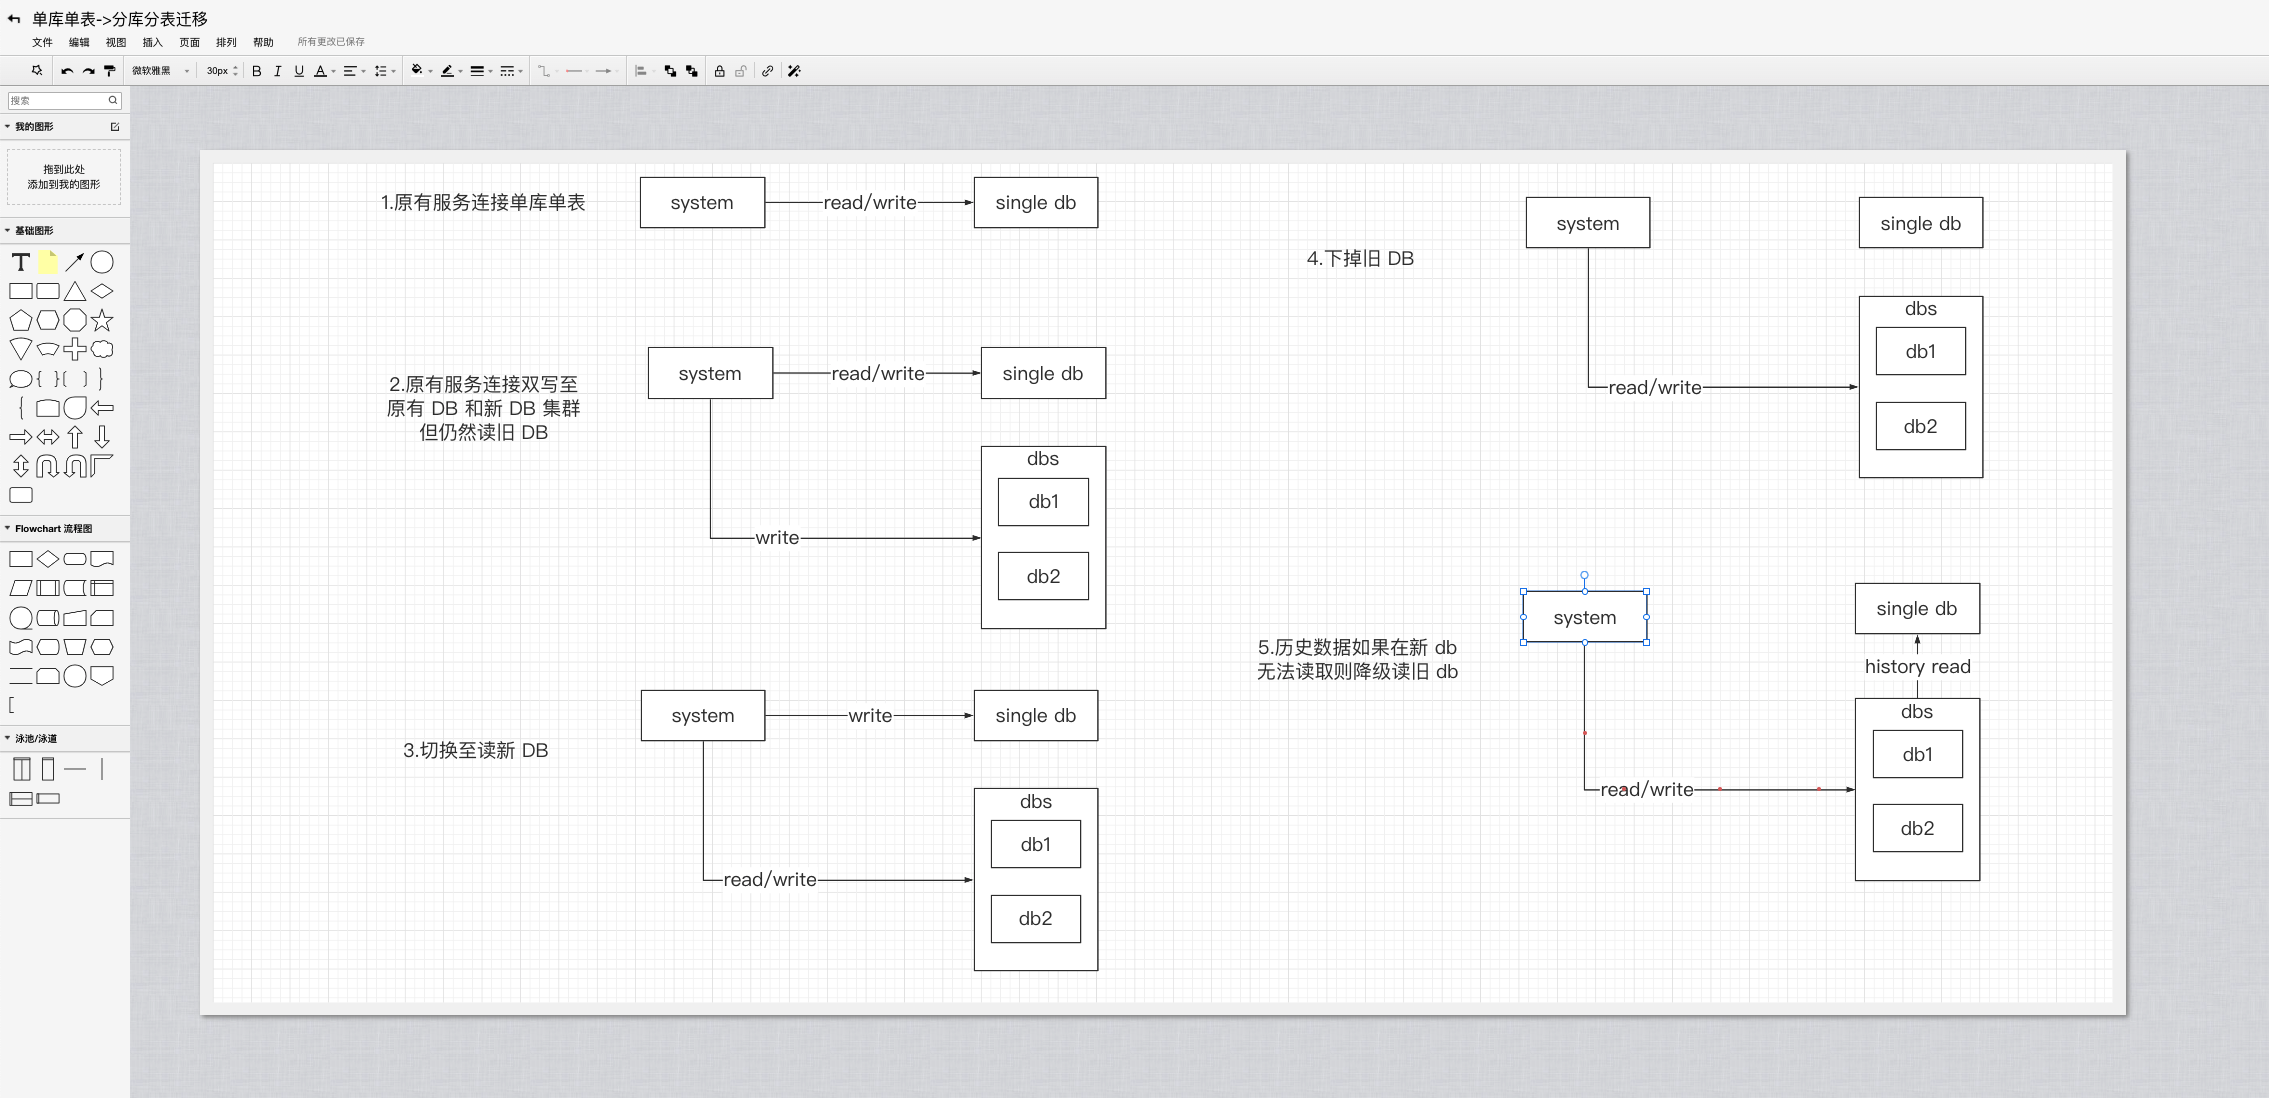 单库单表->分库分表迁移
文件 编辑 视图 插入 页面 排列 帮助 所有更改已保存
微软雅黑 30px B I U A
搜索
我的图形
拖到此处
添加到我的图形
基础图形
T
Flowchart 流程图
泳池/泳道
1.原有服务连接单库单表
system
read/write
single db
2.原有服务连接双写至
原有 DB 和新 DB 集群
但仍然读旧 DB
system
read/write
single db
write
dbs
db1
db2
3.切换至读新 DB
system
write
single db
read/write
dbs
db1
db2
4.下掉旧 DB
system
single db
read/write
dbs
db1
db2
5.历史数据如果在新 db
无法读取则降级读旧 db
system
single db
history read
read/write
dbs
db1
db2